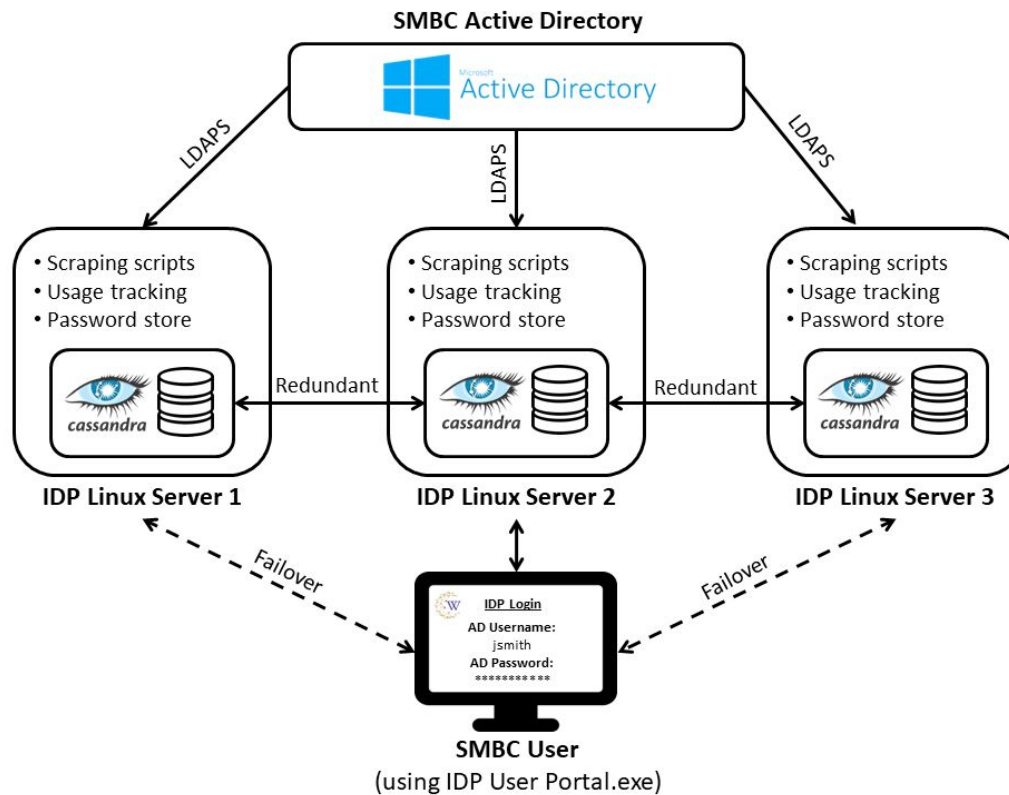 SMBC Active Directory
Microsoft
Active Directory
LDAPS
LDAPS
LDAPS
• Scraping scripts
• Usage tracking
• Password store
cassandra
IDP Linux Server 1
Redundant
• Scraping scripts
• Usage tracking
• Password store
cassandra
IDP Linux Server 2
Redundant
• Scraping scripts
• Usage tracking
• Password store
cassandra
IDP Linux Server 3
Failover
Failover
W
IDP Login
AD Username:
jsmith
AD Password:
***********
SMBC User
(using IDP User Portal.exe)